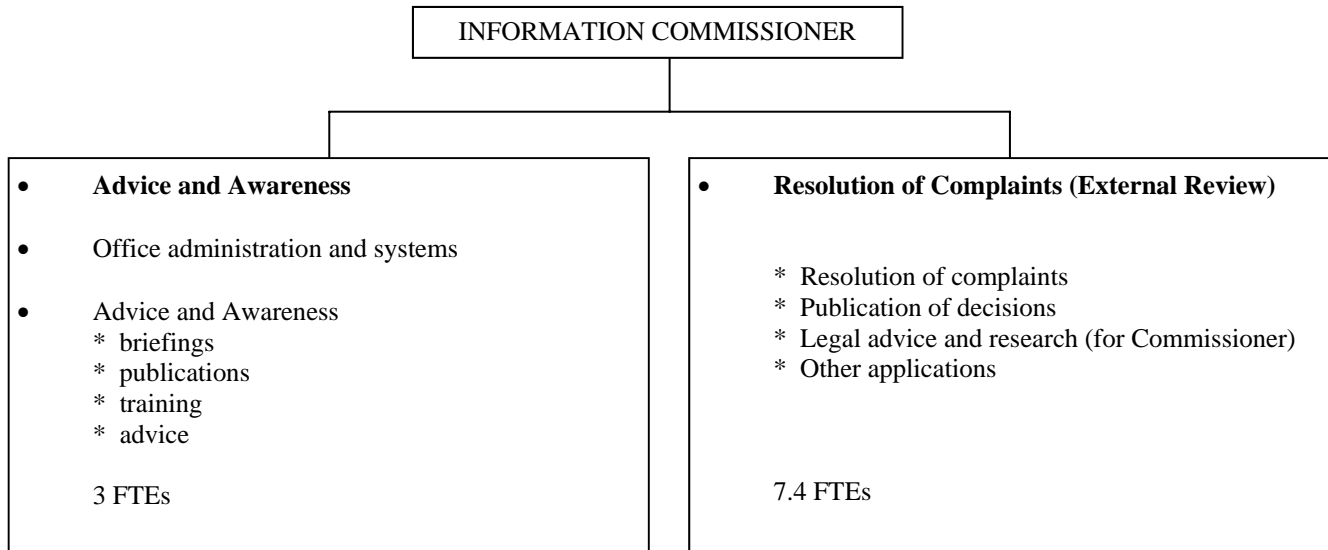 INFORMATION COMMISSIONER
• Advice and Awareness
• Office administration and systems
• Advice and Awareness
* briefings
* publications
* training
* advice
3 FTEs
• Resolution of Complaints (External Review)
* Resolution of complaints
* Publication of decisions
* Legal advice and research (for Commissioner)
* Other applications
7.4 FTEs